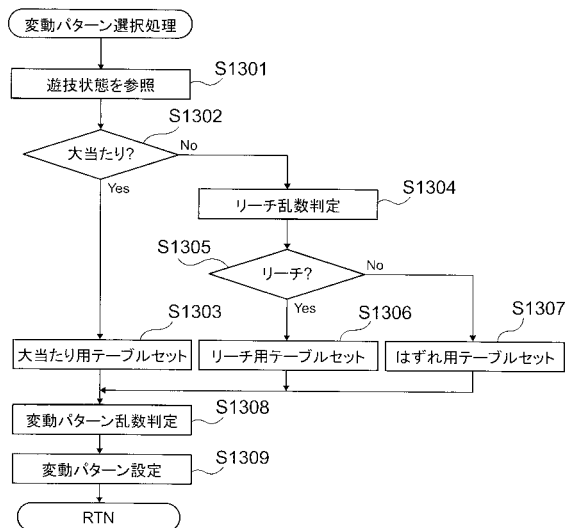 変動パターン選択処理
S1301
遊技状態を参照
S1302
大当たり?
No
Yes
S1304
リーチ乱数判定
S1305
リーチ?
No
Yes
S1303
大当たり用テーブルセット
S1306
リーチ用テーブルセット
S1307
はずれ用テーブルセット
S1308
変動パターン乱数判定
S1309
変動パターン設定
RTN